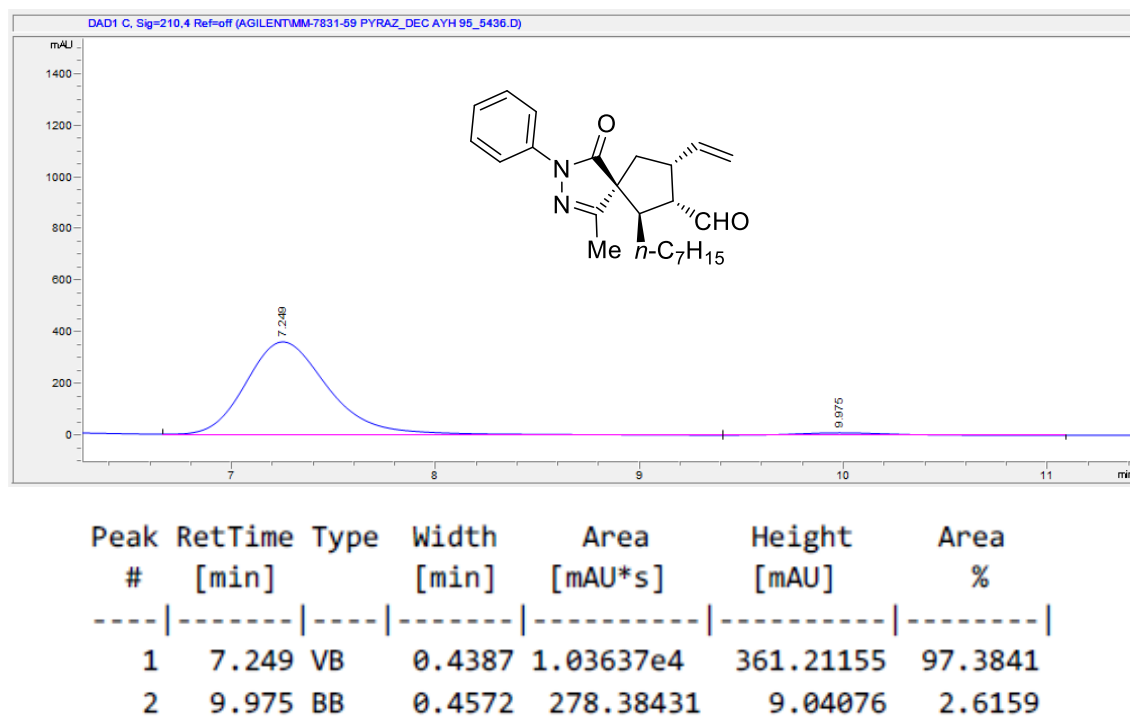 DAD1 C, Sig=210,4 Ref=off (AGILENT\MM-7831-59 PYRAZ_DEC AYH 95_5436.D)
mAU
1400
1200
1000
800
600
400
200
0
O
N
N
Me
n-C7H15
CHO
7.249
9.975
7 8 9 10 11 min
Peak RetTime Type Width Area Height Area
# [min] [min] [mAU*s] [mAU] %
----|-------|----|-------|----------|----------|--------|
1 7.249 VB 0.4387 1.03637e4 361.21155 97.3841
2 9.975 BB 0.4572 278.38431 9.04076 2.6159